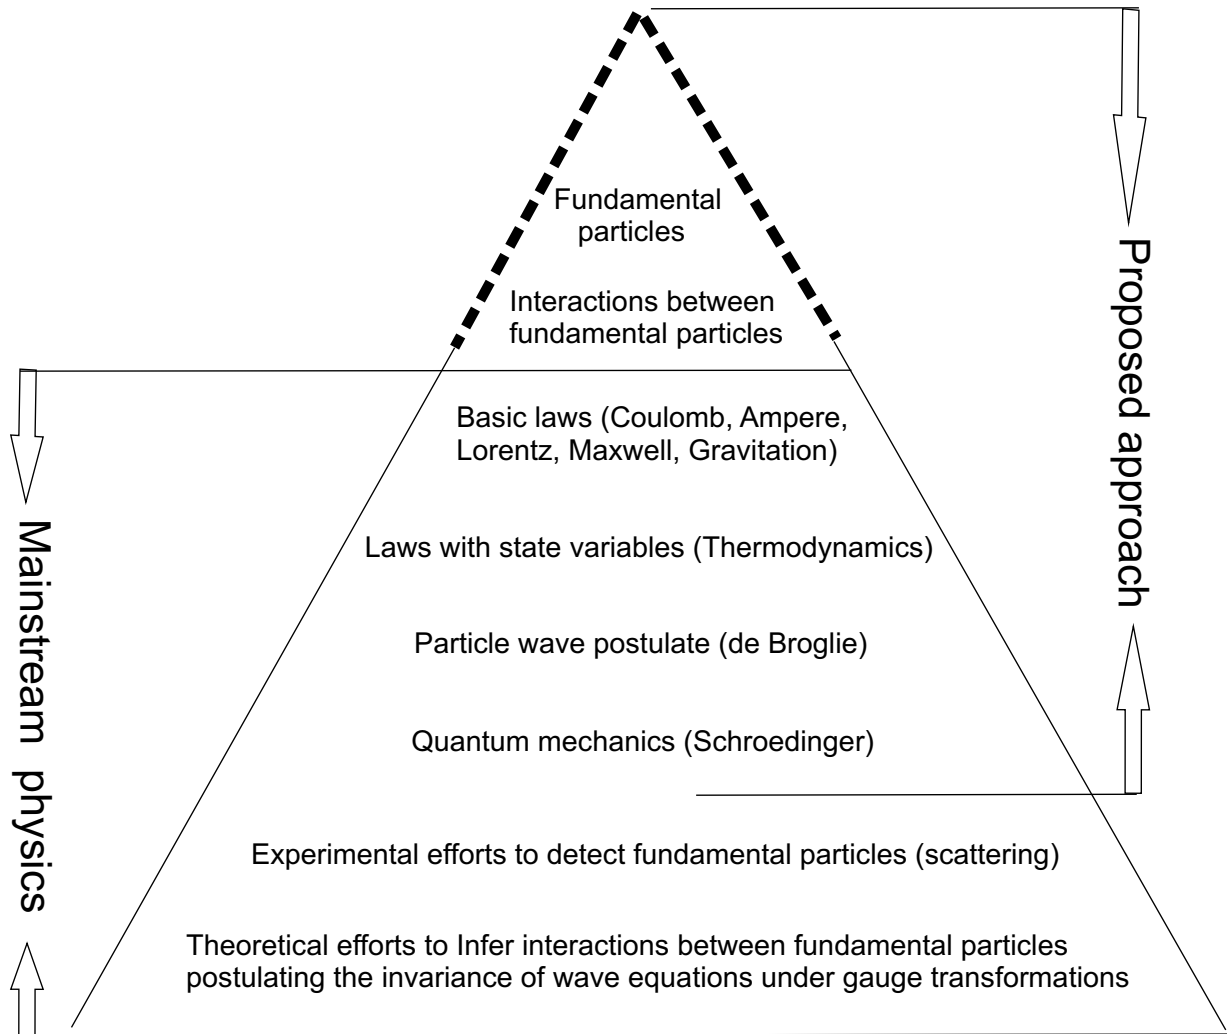 Fundamental
particles
Interactions between
fundamental particles
Basic laws (Coulomb, Ampere,
Lorentz, Maxwell, Gravitation)
Laws with state variables (Thermodynamics)
Particle wave postulate (de Broglie)
Quantum mechanics (Schroedinger)
Experimental efforts to detect fundamental particles (scattering)
Theoretical efforts to Infer interactions between fundamental particles
postulating the invariance of wave equations under gauge transformations
Mainstream physics
Proposed approach